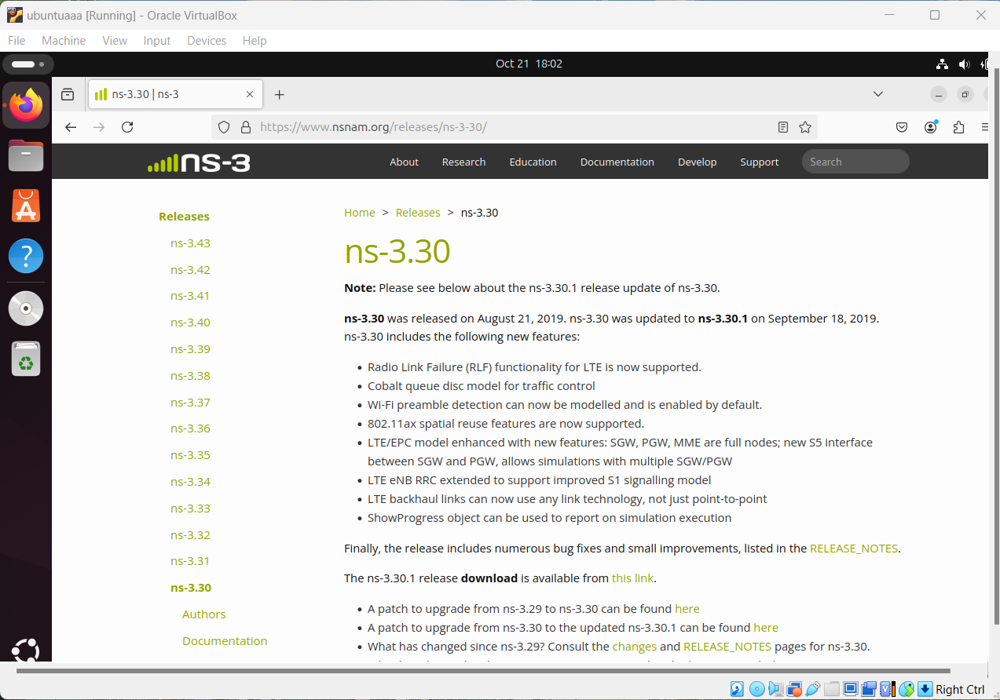 ubuntuaaa [Running] - Oracle VirtualBox
File Machine View Input Devices Help
Oct 21 18:02
ns-3.30 | ns-3
https://www.nsnam.org/releases/ns-3-30/
ns-3
About Research Education Documentation Develop Support Search
Releases
ns-3.43
ns-3.42
ns-3.41
ns-3.40
ns-3.39
ns-3.38
ns-3.37
ns-3.36
ns-3.35
ns-3.34
ns-3.33
ns-3.32
ns-3.31
ns-3.30
Authors
Documentation
Home > Releases > ns-3.30
ns-3.30
Note: Please see below about the ns-3.30.1 release update of ns-3.30.
ns-3.30 was released on August 21, 2019. ns-3.30 was updated to ns-3.30.1 on September 18, 2019.
ns-3.30 includes the following new features:
• Radio Link Failure (RLF) functionality for LTE is now supported.
• Cobalt queue disc model for traffic control
• Wi-Fi preamble detection can now be modelled and is enabled by default.
• 802.11ax spatial reuse features are now supported.
• LTE/EPC model enhanced with new features: SGW, PGW, MME are full nodes; new S5 interface
between SGW and PGW, allows simulations with multiple SGW/PGW
• LTE eNB RRC extended to support improved S1 signalling model
• LTE backhaul links can now use any link technology, not just point-to-point
• ShowProgress object can be used to report on simulation execution
Finally, the release includes numerous bug fixes and small improvements, listed in the RELEASE_NOTES.
The ns-3.30.1 release download is available from this link.
• A patch to upgrade from ns-3.29 to ns-3.30 can be found here
• A patch to upgrade from ns-3.30 to the updated ns-3.30.1 can be found here
• What has changed since ns-3.29? Consult the changes and RELEASE_NOTES pages for ns-3.30.
Right Ctrl